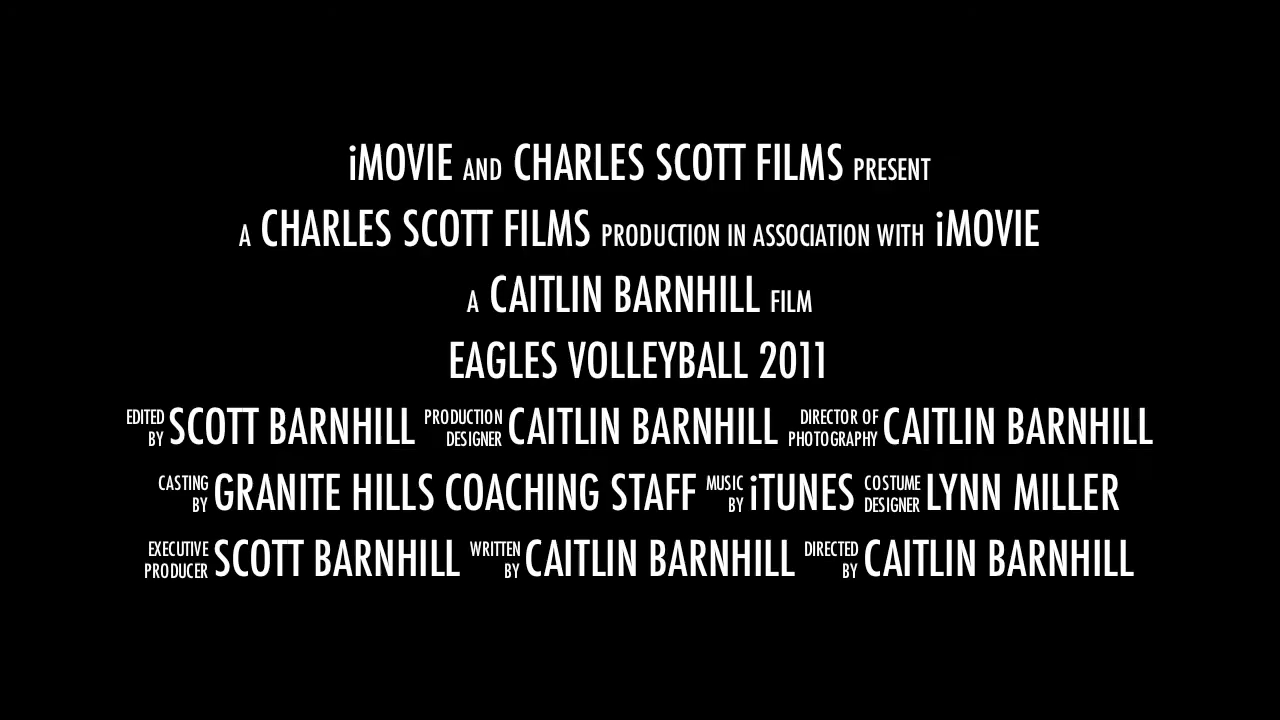 iMOVIE AND CHARLES SCOTT FILMS PRESENT
A CHARLES SCOTT FILMS PRODUCTION IN ASSOCIATION WITH iMOVIE
A CAITLIN BARNHILL FILM
EAGLES VOLLEYBALL 2011
EDITED BY SCOTT BARNHILL PRODUCTION DESIGNER CAITLIN BARNHILL DIRECTOR OF PHOTOGRAPHY CAITLIN BARNHILL
CASTING BY GRANITE HILLS COACHING STAFF MUSIC BY iTUNES COSTUME DESIGNER LYNN MILLER
EXECUTIVE PRODUCER SCOTT BARNHILL WRITTEN BY CAITLIN BARNHILL DIRECTED BY CAITLIN BARNHILL